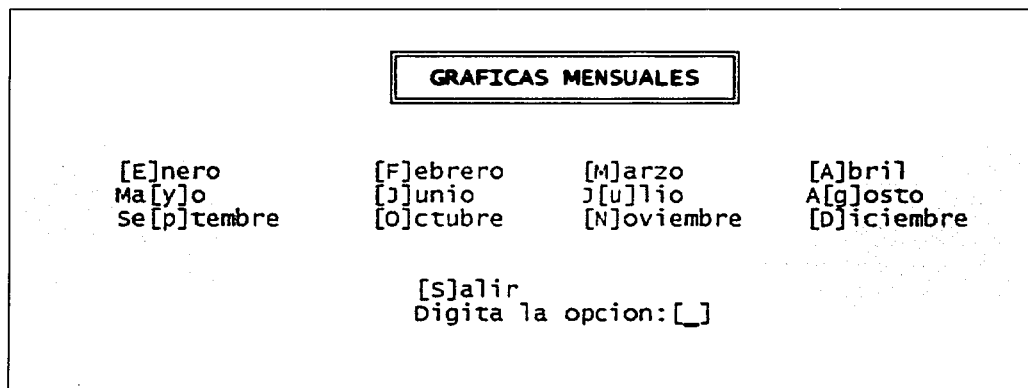 GRAFICAS MENSUALES
[E]nero [F]ebrero [M]arzo [A]bril
Ma[y]o [J]unio J[u]lio A[g]osto
Se[p]tembre [O]ctubre [N]oviembre [D]iciembre
[S]alir
Digita la opcion:[_]